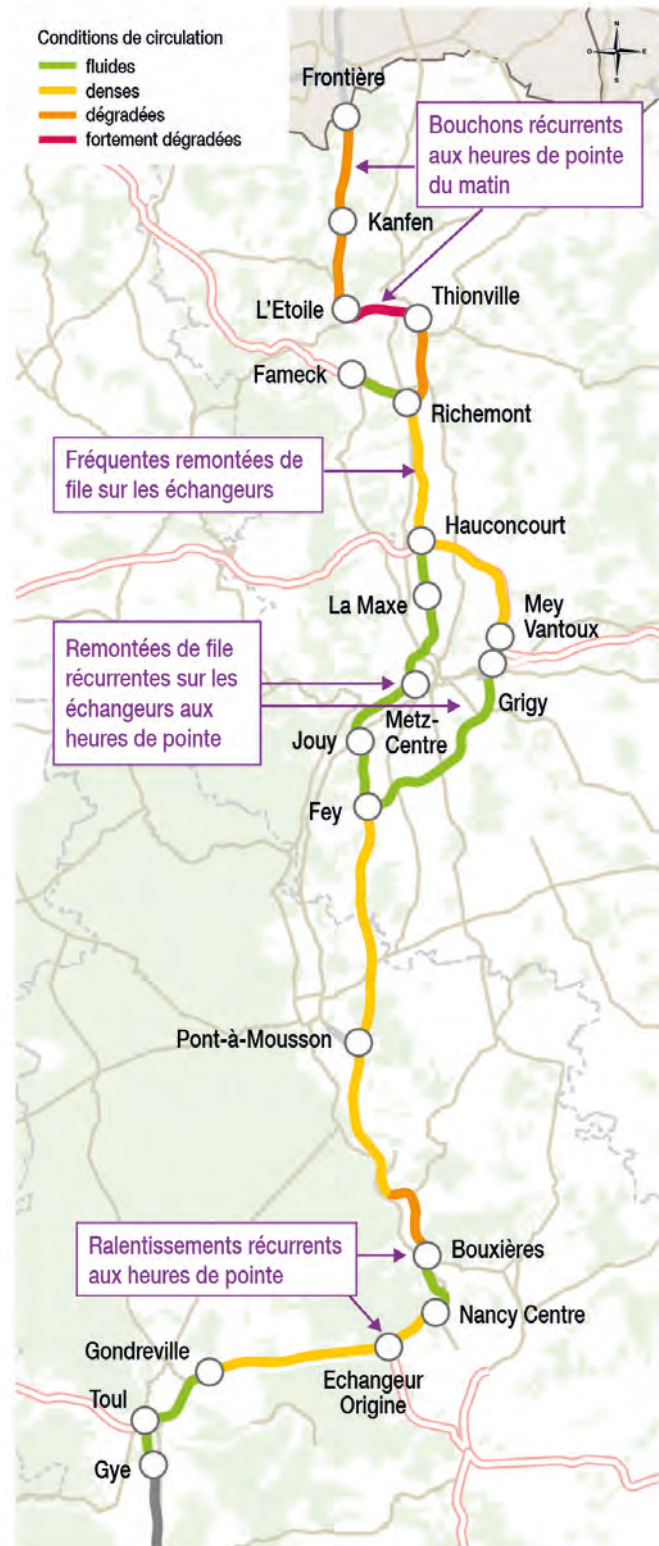 Conditions de circulation
fluides
denses
dégradées
fortement dégradées
N
O
E
S
Frontière
Bouchons récurrents
aux heures de pointe
du matin
Kanfen
L'Etoile
Thionville
Fameck
Richemont
Fréquentes remontées de
file sur les échangeurs
Hauconcourt
La Maxe
Mey
Vantoux
Remontées de file
récurrentes sur les
échangeurs aux
heures de pointe
Grigy
Metz-
Centre
Jouy
Fey
Pont-à-Mousson
Ralentissements récurrents
aux heures de pointe
Bouxières
Nancy Centre
Gondreville
Echangeur
Origine
Toul
Gye